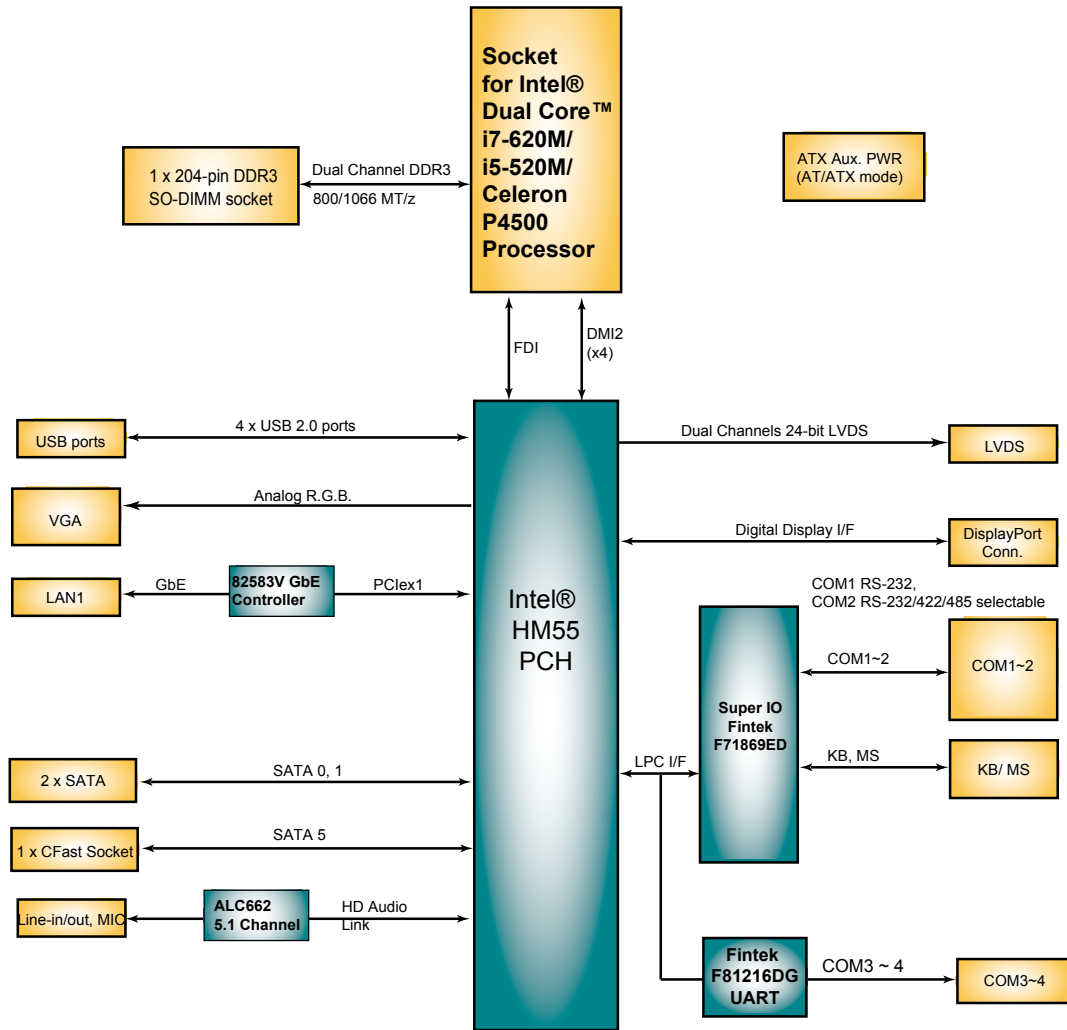 Socket
for Intel®
Dual Core™
i7-620M/
i5-520M/
Celeron
P4500
Processor
1 x 204-pin DDR3
SO-DIMM socket
Dual Channel DDR3
800/1066 MT/z
ATX Aux. PWR
(AT/ATX mode)
FDI
DMI2
(x4)
USB ports
4 x USB 2.0 ports
Dual Channels 24-bit LVDS
LVDS
VGA
Analog R.G.B.
Digital Display I/F
DisplayPort
Conn.
LAN1
GbE
82583V GbE
Controller
PCIex1
Intel®
HM55
PCH
COM1 RS-232,
COM2 RS-232/422/485 selectable
COM1~2
COM1~2
Super IO
Fintek
F71869ED
KB, MS
KB/ MS
LPC I/F
2 x SATA
SATA 0, 1
1 x CFast Socket
SATA 5
Line-in/out, MIC
ALC662
5.1 Channel
HD Audio
Link
Fintek
F81216DG
UART
COM3 ~ 4
COM3~4